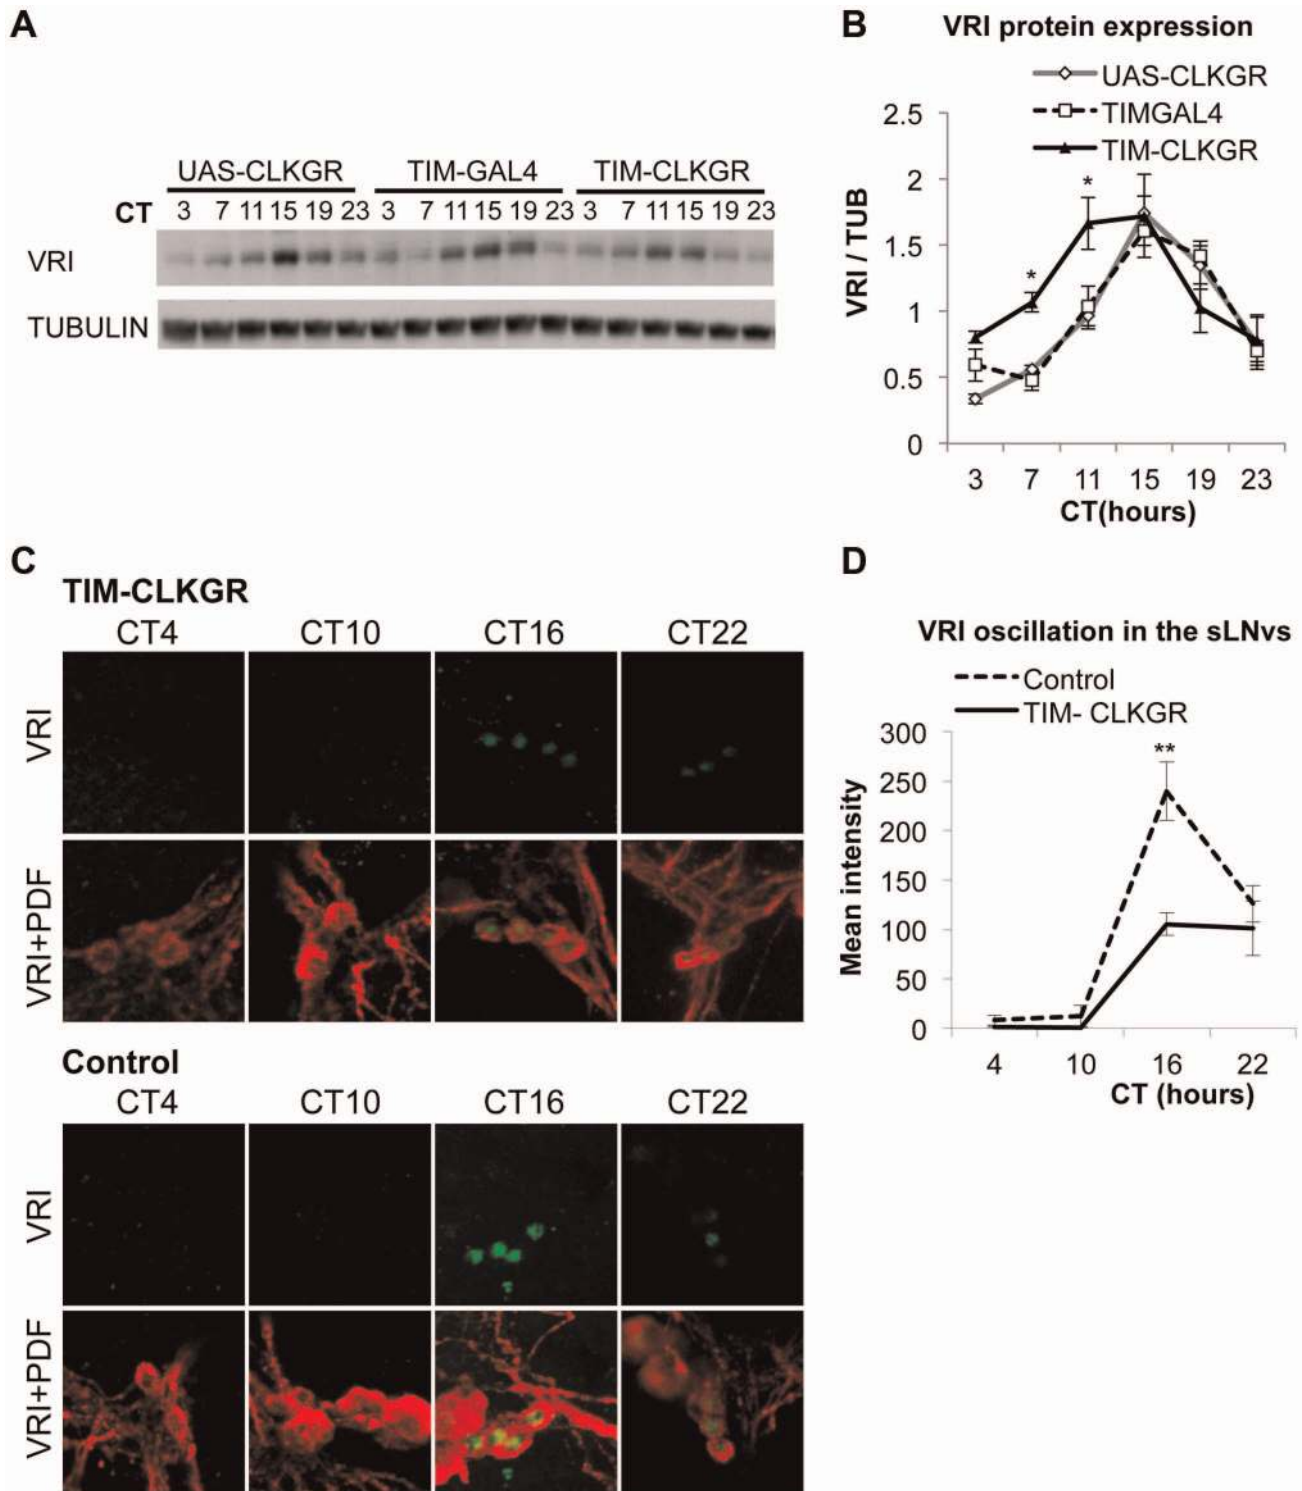 A
UAS-CLKGR TIM-GAL4 TIM-CLKGR
CT 3 7 11 15 19 23 3 7 11 15 19 23 3 7 11 15 19 23
VRI
TUBULIN
B
VRI protein expression
UAS-CLKGR
TIMGAL4
TIM-CLKGR
VRI / TUB
2.5
2
1.5
1
0.5
0
*
*
3 7 11 15 19 23
CT(hours)
C
TIM-CLKGR
CT4 CT10 CT16 CT22
VRI
VRI+PDF
Control
CT4 CT10 CT16 CT22
VRI
VRI+PDF
D
VRI oscillation in the sLNvs
Control
TIM- CLKGR
Mean intensity
300
250
200
150
100
50
0
**
4 10 16 22
CT (hours)